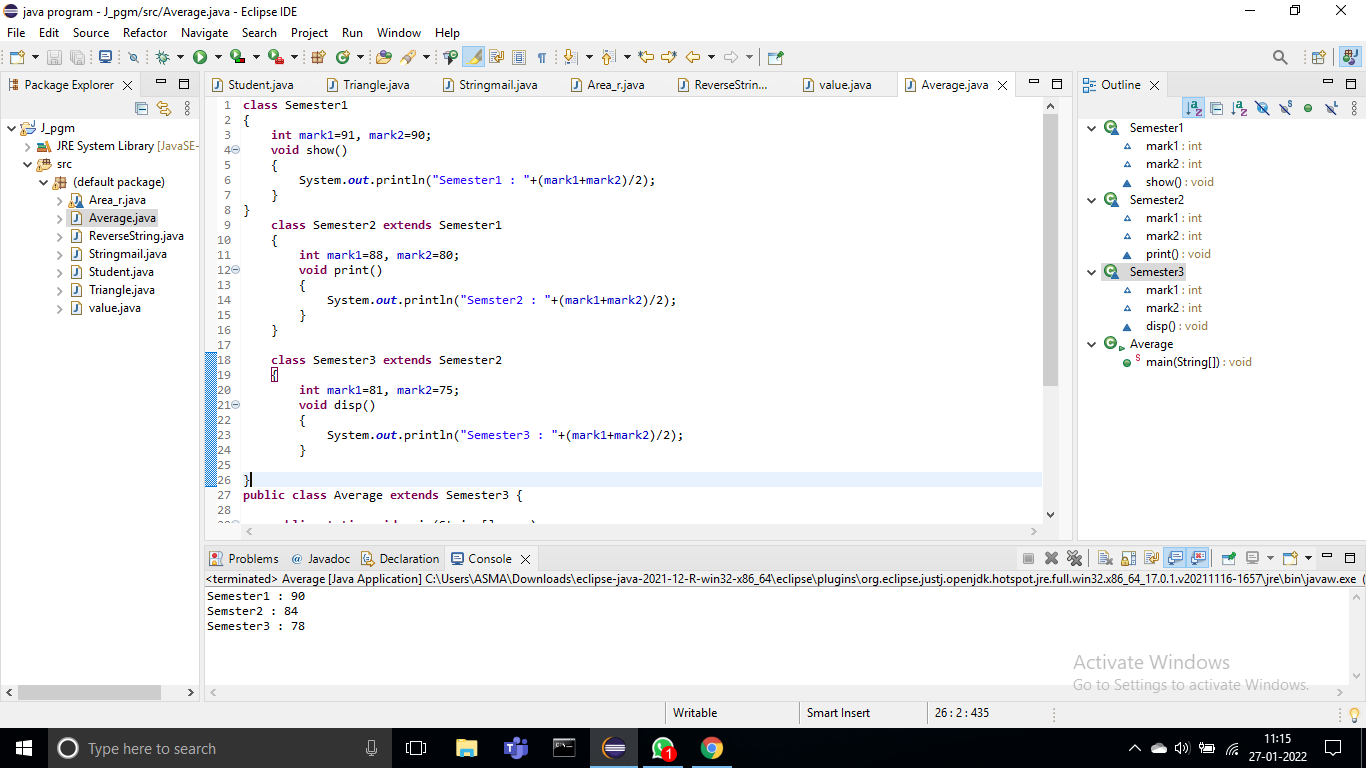 java program - J_pgm/src/Average.java - Eclipse IDE
File Edit Source Refactor Navigate Search Project Run Window Help
Package Explorer
Student.java Triangle.java Stringmail.java Area_r.java ReverseStrin... value.java Average.java
Outline
J_pgm
JRE System Library [JavaSE-
src
(default package)
Area_r.java
Average.java
ReverseString.java
Stringmail.java
Student.java
Triangle.java
value.java
1 class Semester1
2 {
3 int mark1=91, mark2=90;
4 void show()
5 {
6 System.out.println("Semester1 : "+(mark1+mark2)/2);
7 }
8 }
9 class Semester2 extends Semester1
10 {
11 int mark1=88, mark2=80;
12 void print()
13 {
14 System.out.println("Semster2 : "+(mark1+mark2)/2);
15 }
16 }
17
18 class Semester3 extends Semester2
19 {
20 int mark1=81, mark2=75;
21 void disp()
22 {
23 System.out.println("Semester3 : "+(mark1+mark2)/2);
24 }
25
26 }
27 public class Average extends Semester3 {
28
Semester1
mark1 : int
mark2 : int
show() : void
Semester2
mark1 : int
mark2 : int
print() : void
Semester3
mark1 : int
mark2 : int
disp() : void
Average
main(String[]) : void
Problems @ Javadoc Declaration Console
<terminated> Average [Java Application] C:\Users\ASMA\Downloads\eclipse-java-2021-12-R-win32-x86_64\eclipse\plugins\org.eclipse.justj.openjdk.hotspot.jre.full.win32.x86_64_17.0.1.v20211116-1657\jre\bin\javaw.exe (
Semester1 : 90
Semster2 : 84
Semester3 : 78
Activate Windows
Go to Settings to activate Windows.
Writable Smart Insert 26 : 2 : 435
Type here to search
1
11:15
27-01-2022